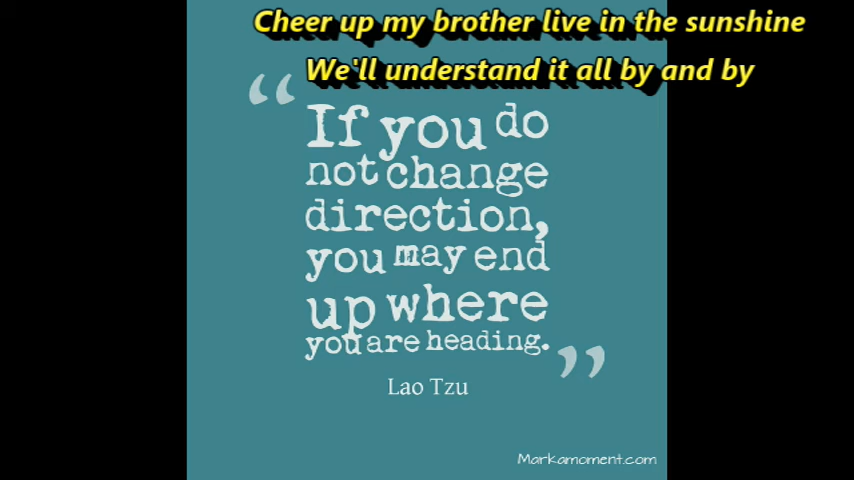 Cheer up my brother live in the sunshine
We'll understand it all by and by
“ If you do
not change
direction,
you may end
up where
you are heading. ”
Lao Tzu
Markamoment.com